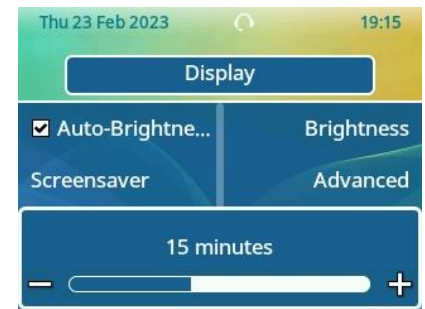 Thu 23 Feb 2023 19:15
Display
Auto-Brightne... Brightness
Screensaver Advanced
15 minutes